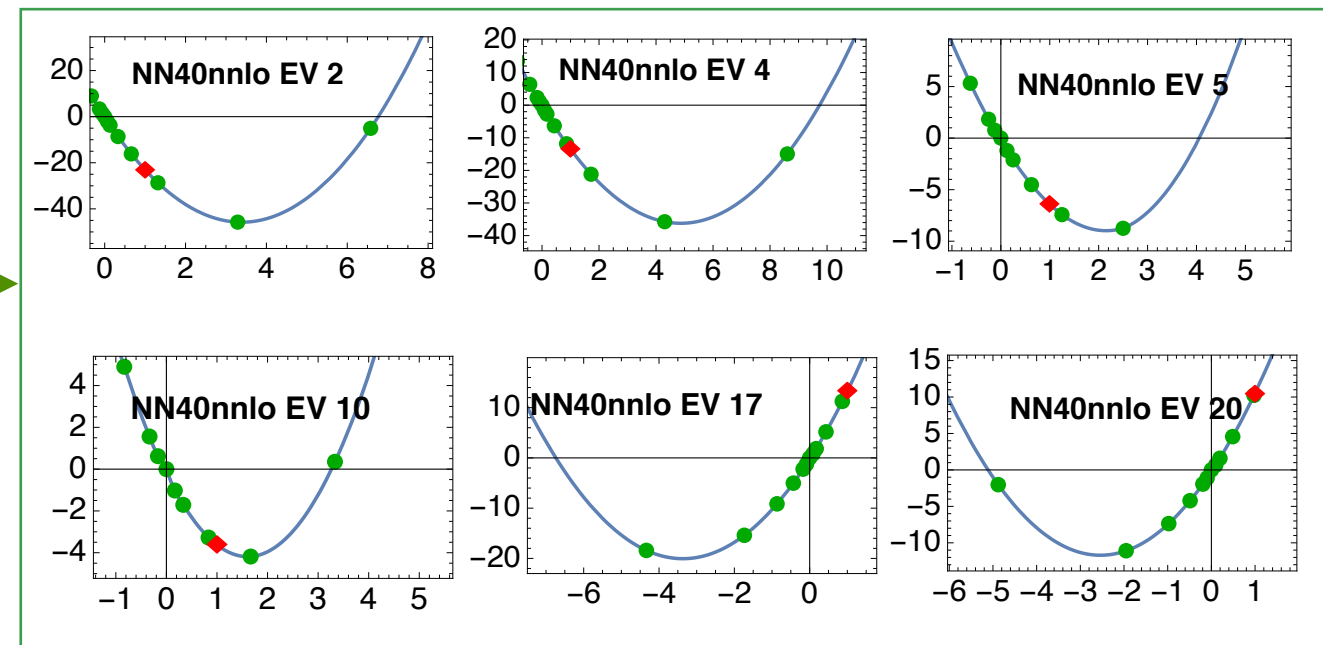 NN40nnlo EV 2
20
0
−20
−40
0 2 4 6 8
NN40nnlo EV 4
20
10
0
−10
−20
−30
−40
0 2 4 6 8 10
NN40nnlo EV 5
5
0
−5
−10
−1 0 1 2 3 4 5
NN40nnlo EV 10
4
2
0
−2
−4
−1 0 1 2 3 4 5
NN40nnlo EV 17
10
0
−10
−20
−6 −4 −2 0
NN40nnlo EV 20
15
10
5
0
−5
−10
−6 −5 −4 −3 −2 −1 0 1